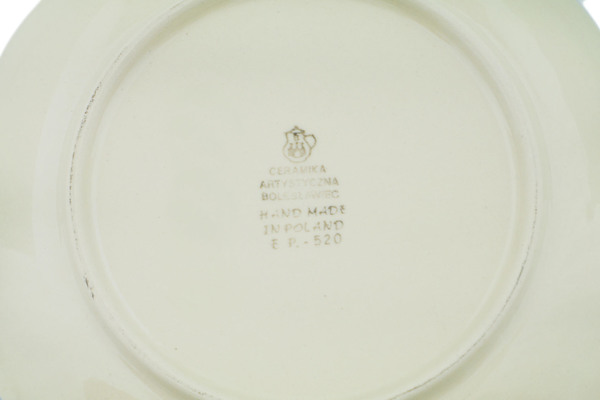 CERAMIKA
ARTYSTYCZNA
BOLESŁAWIEC
HAND MADE
IN POLAND
E P. - 520